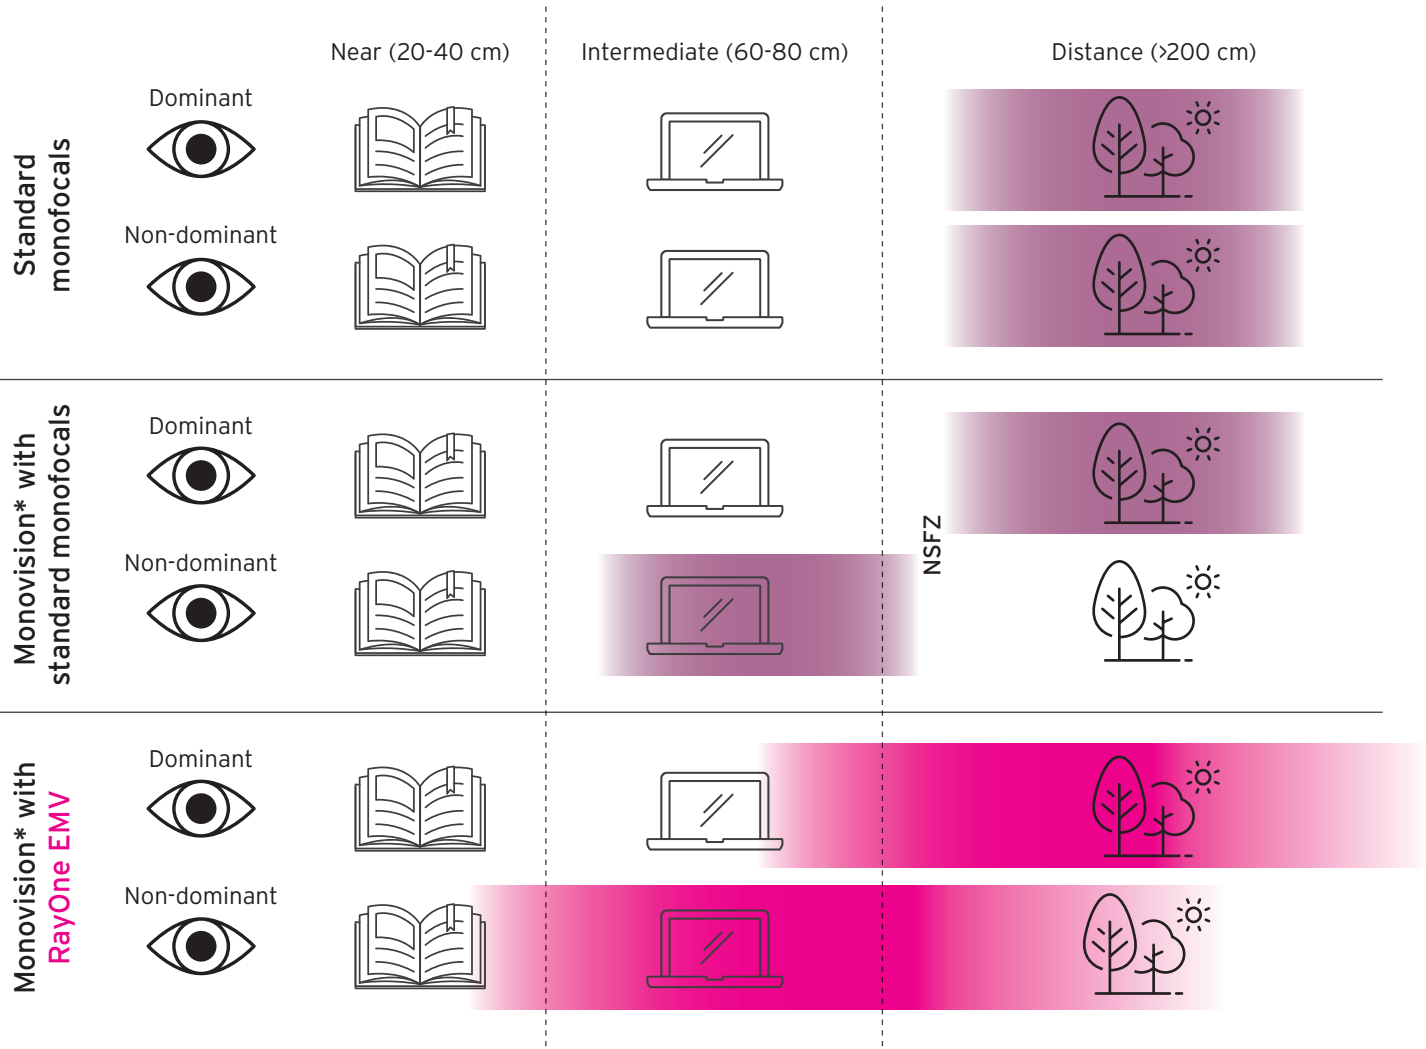 Near (20-40 cm)
Intermediate (60-80 cm)
Distance (>200 cm)
Standard
monofocals
Dominant
Non-dominant
Monovision* with
standard monofocals
Dominant
Non-dominant
NSFZ
Monovision* with
RayOne EMV
Dominant
Non-dominant